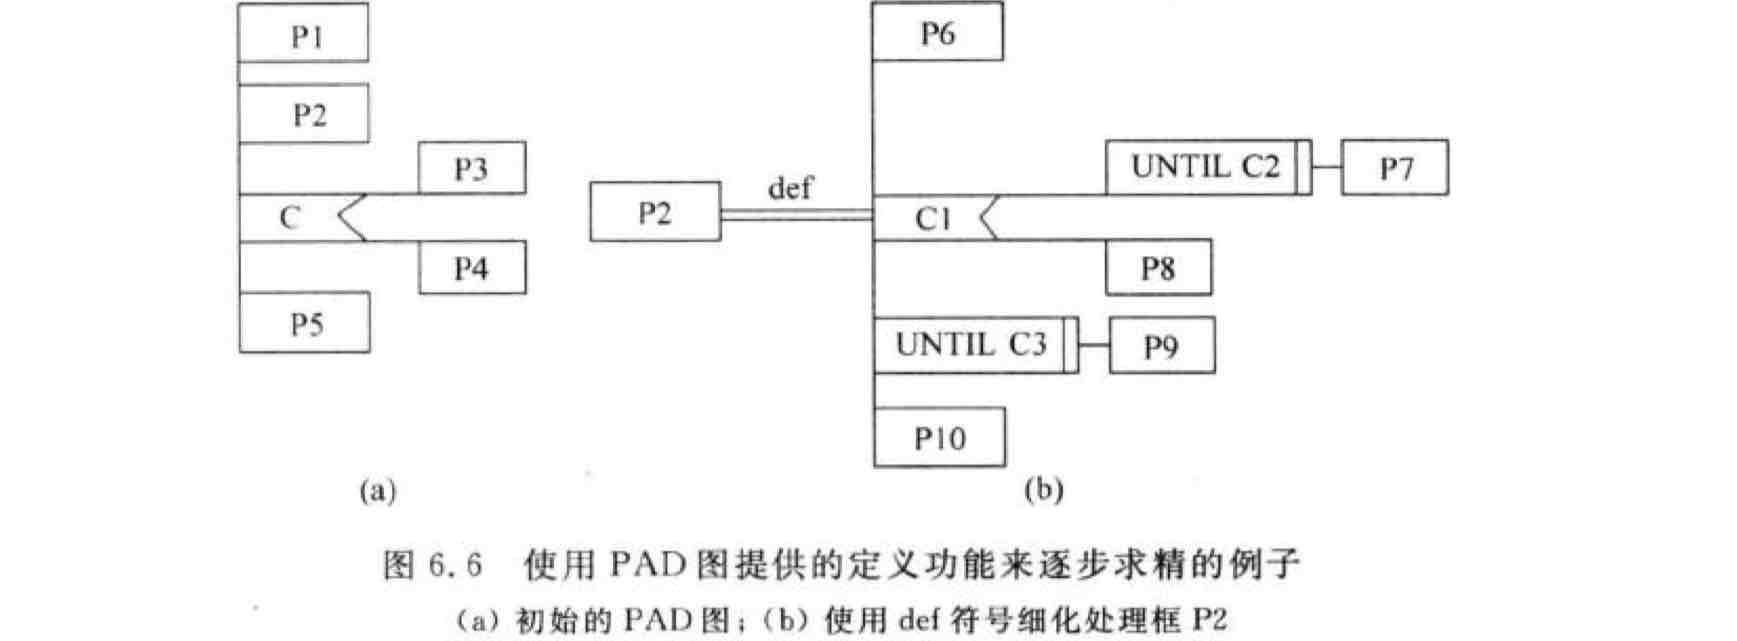 P1
P2
P3
C
P4
P5
(a)
P2
def
P6
UNTIL C2
P7
C1
P8
UNTIL C3
P9
P10
(b)
图 6.6 使用 PAD 图提供的定义功能来逐步求精的例子
(a) 初始的 PAD 图；(b) 使用 def 符号细化处理框 P2